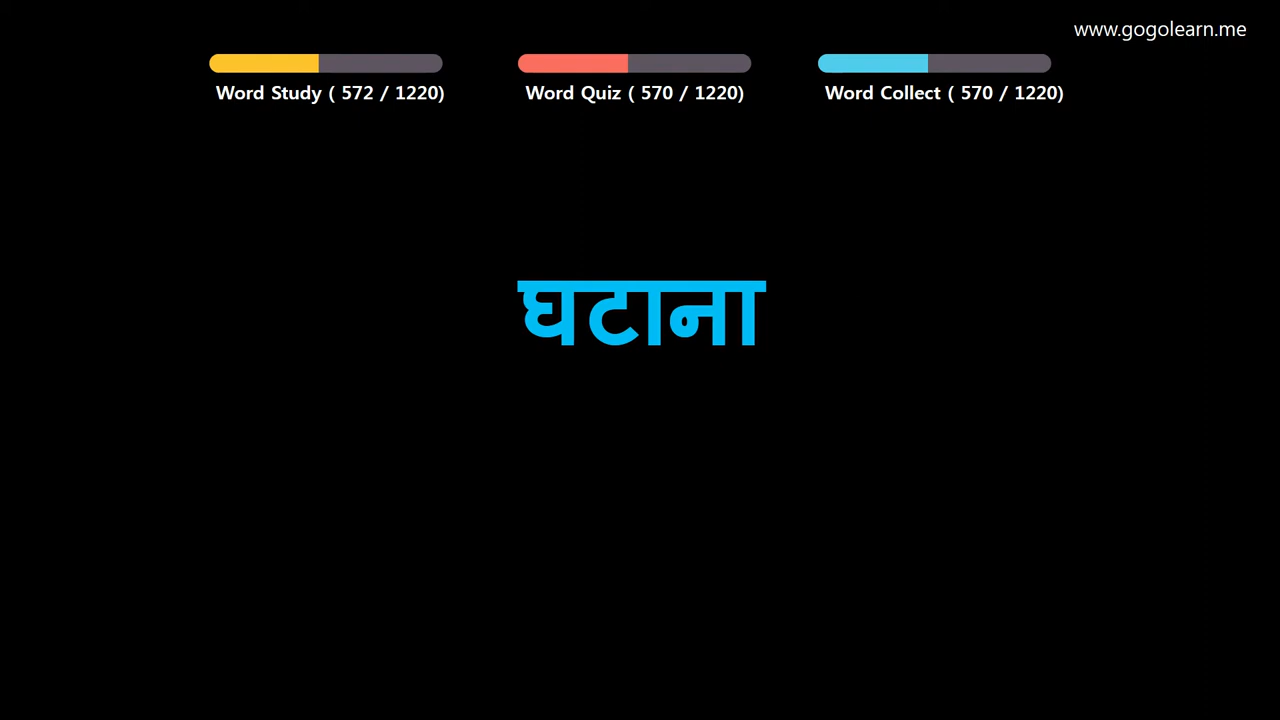 www.gogolearn.me
Word Study ( 572 / 1220)
Word Quiz ( 570 / 1220)
Word Collect ( 570 / 1220)
घटाना